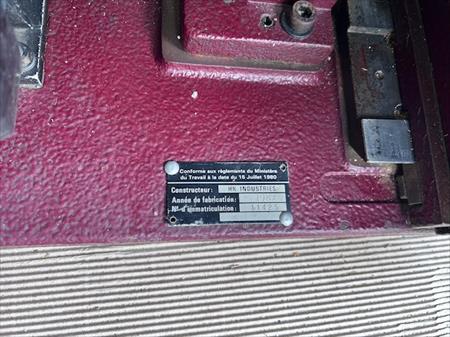 Conforme aux règlements du Ministère
du Travail à la date du 15 Juillet 1980
Constructeur: HK INDUSTRIES
Année de fabrication:
N° d'immatriculation: